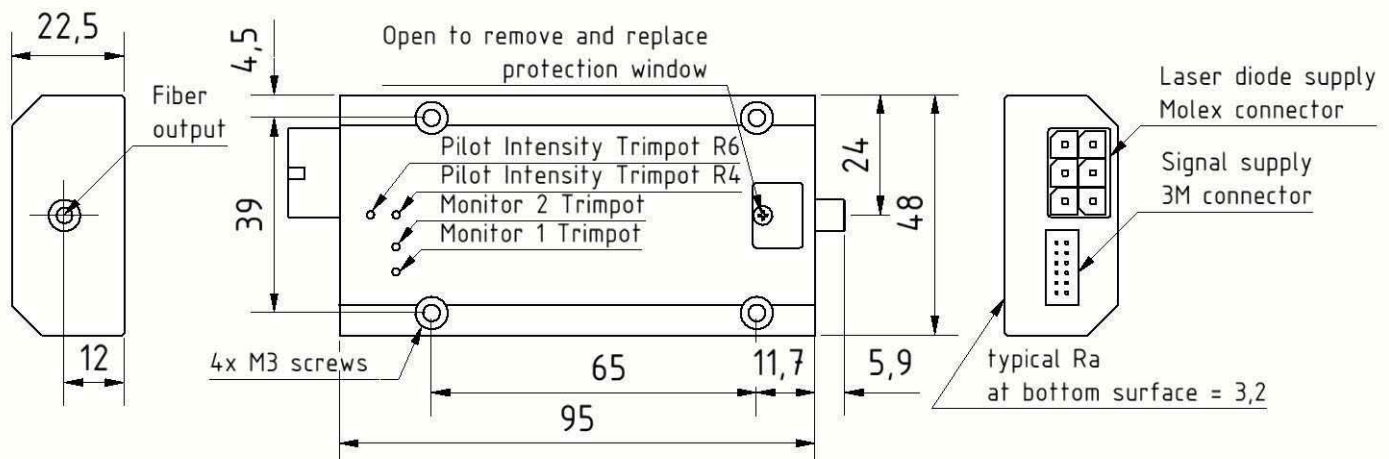 22,5
4,5
Open to remove and replace
protection window
Laser diode supply
Molex connector
Fiber
output
Pilot Intensity Trimpot R6
Pilot Intensity Trimpot R4
Monitor 2 Trimpot
Monitor 1 Trimpot
Signal supply
3M connector
39
24
48
12
4x M3 screws
65
11,7
5,9
95
typical Ra
at bottom surface = 3,2